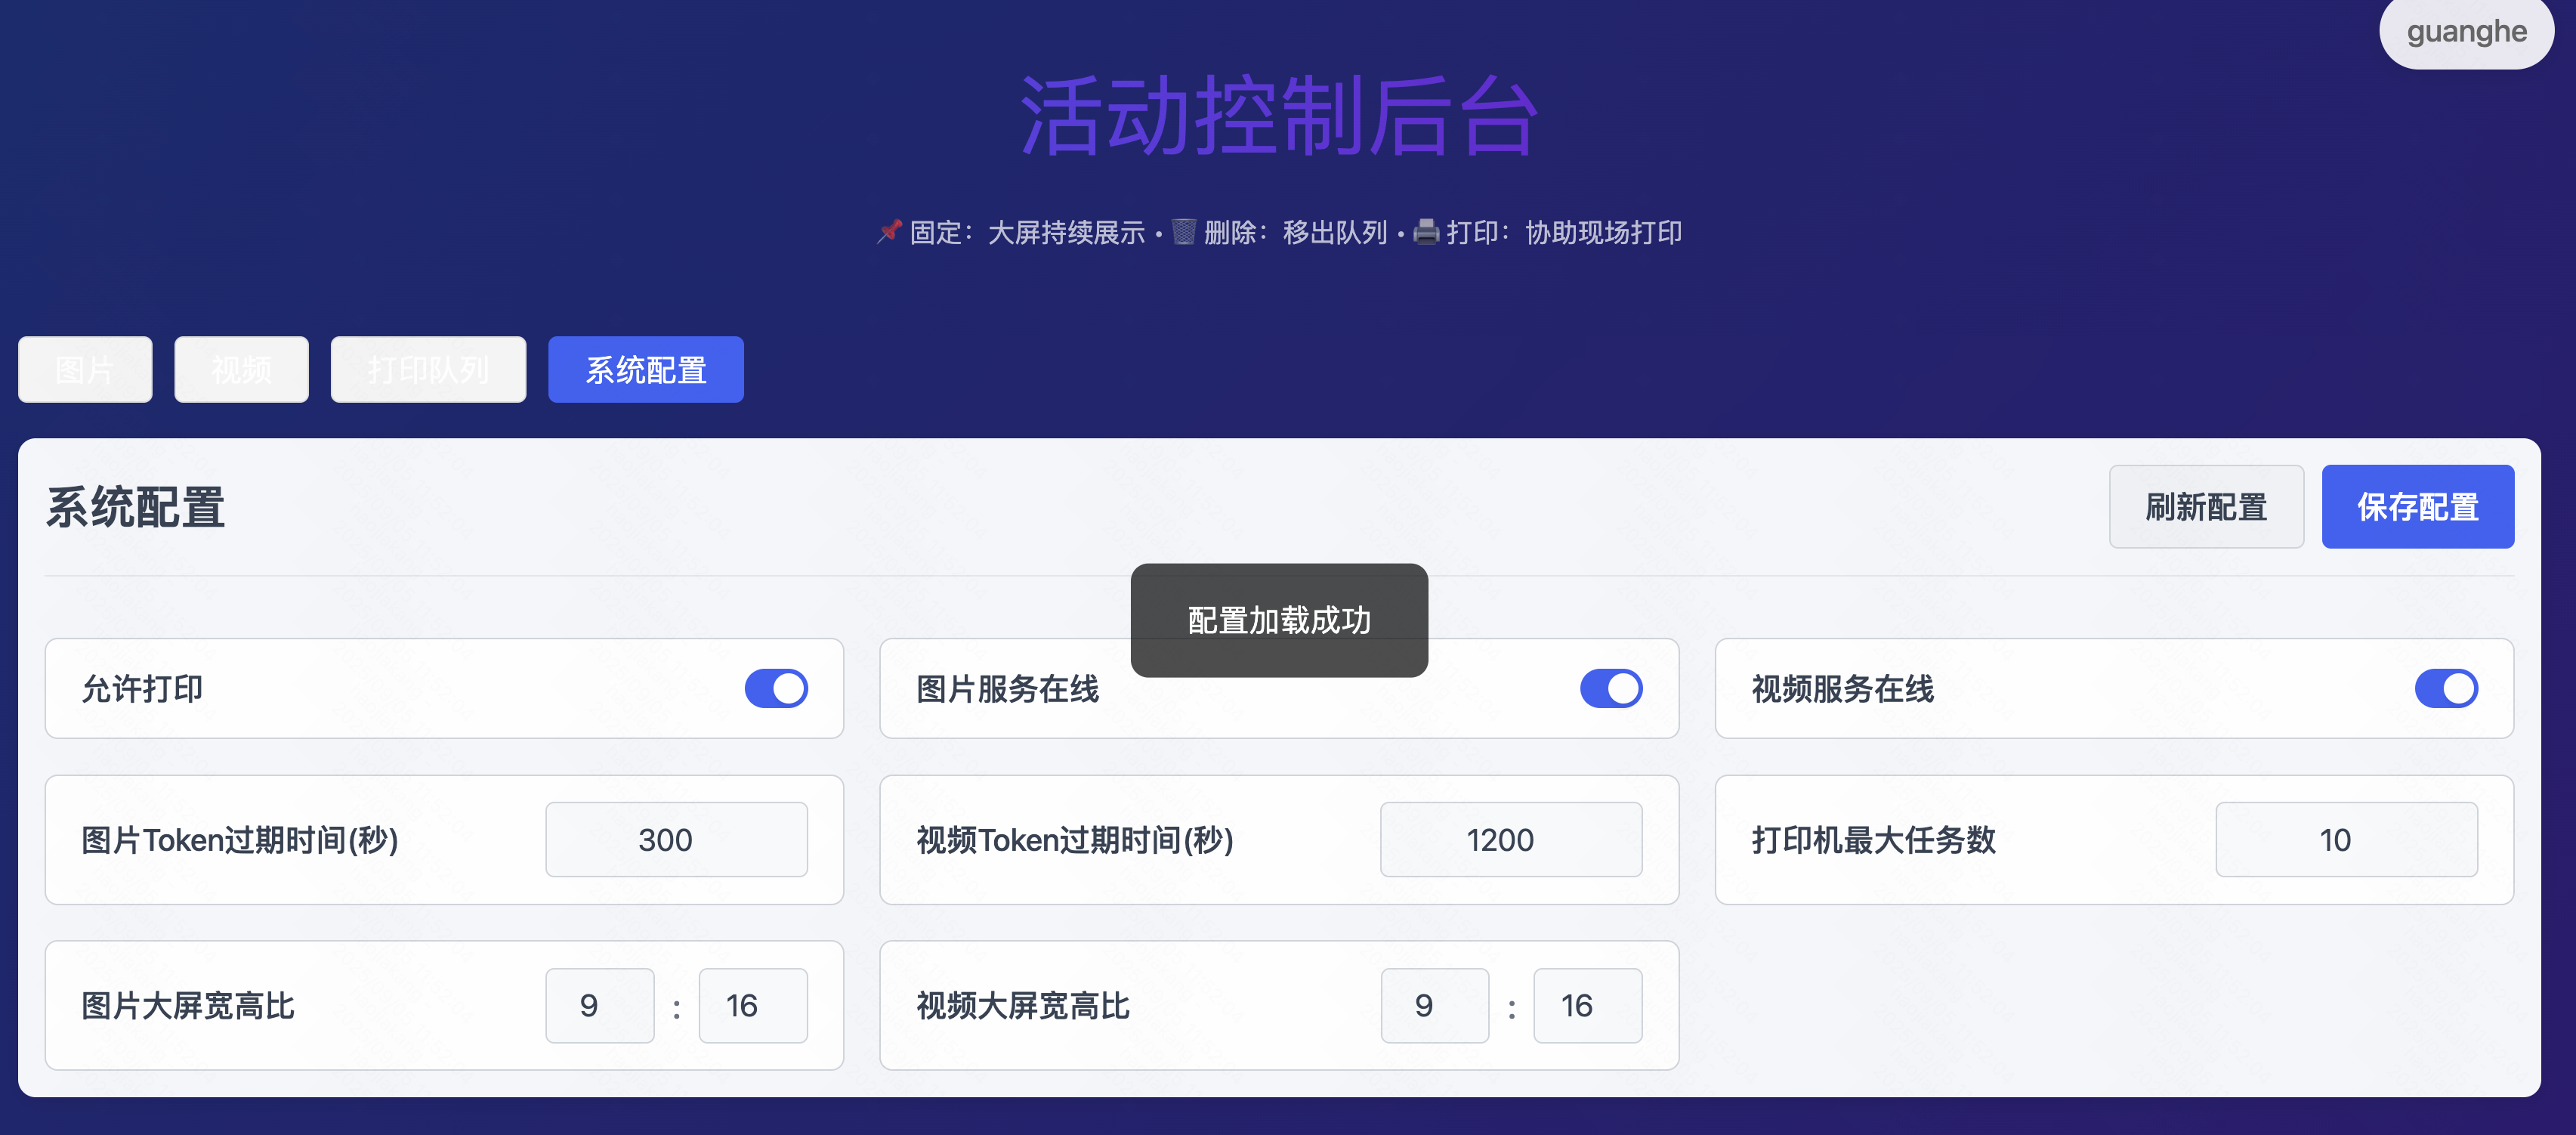 guanghe
活动控制后台
📌 固定：大屏持续展示 • 🗑️ 删除：移出队列 • 🖨️ 打印：协助现场打印
图片 视频 打印队列 系统配置
系统配置 刷新配置 保存配置
配置加载成功
允许打印 图片服务在线 视频服务在线
图片Token过期时间(秒) 300 视频Token过期时间(秒) 1200 打印机最大任务数 10
图片大屏宽高比 9 : 16 视频大屏宽高比 9 : 16